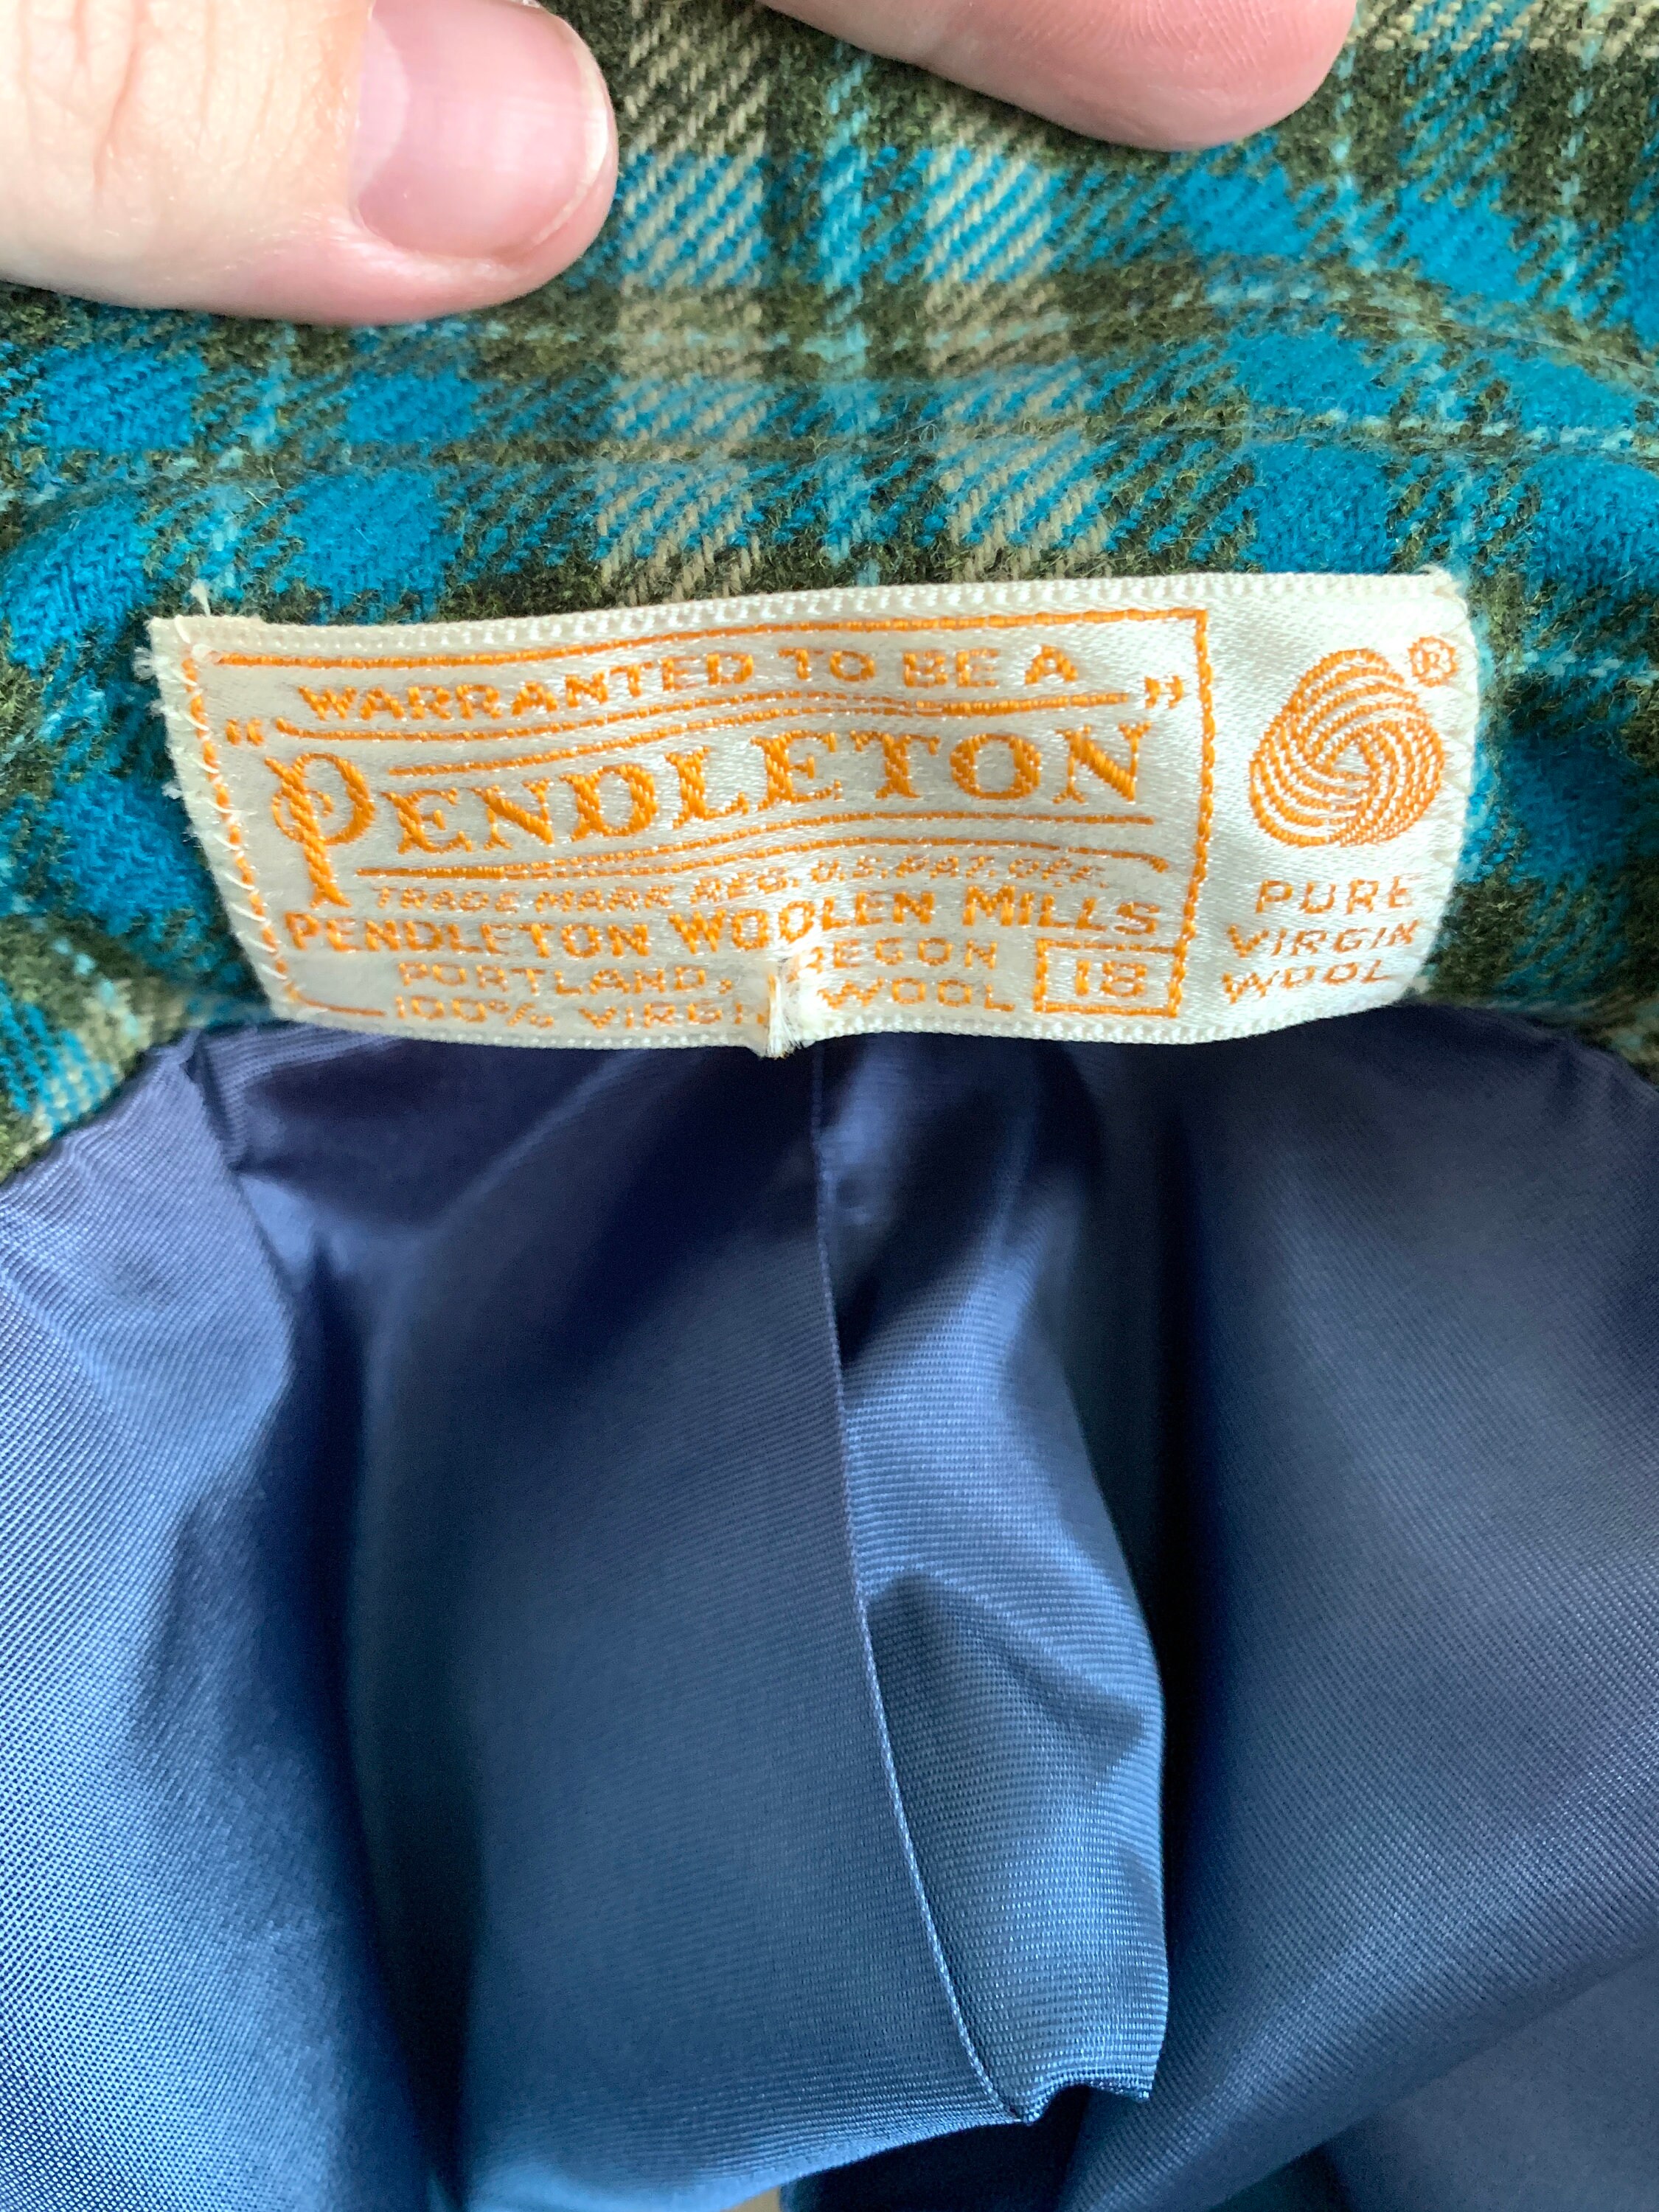 WARRANTED TO BE A
"PENDLETON"
TRADE MARK REG. U.S. PAT. OFF.
PENDLETON WOOLEN MILLS
PORTLAND, OREGON
100% VIRGIN WOOL
18
®
PURE
VIRGIN
WOOL